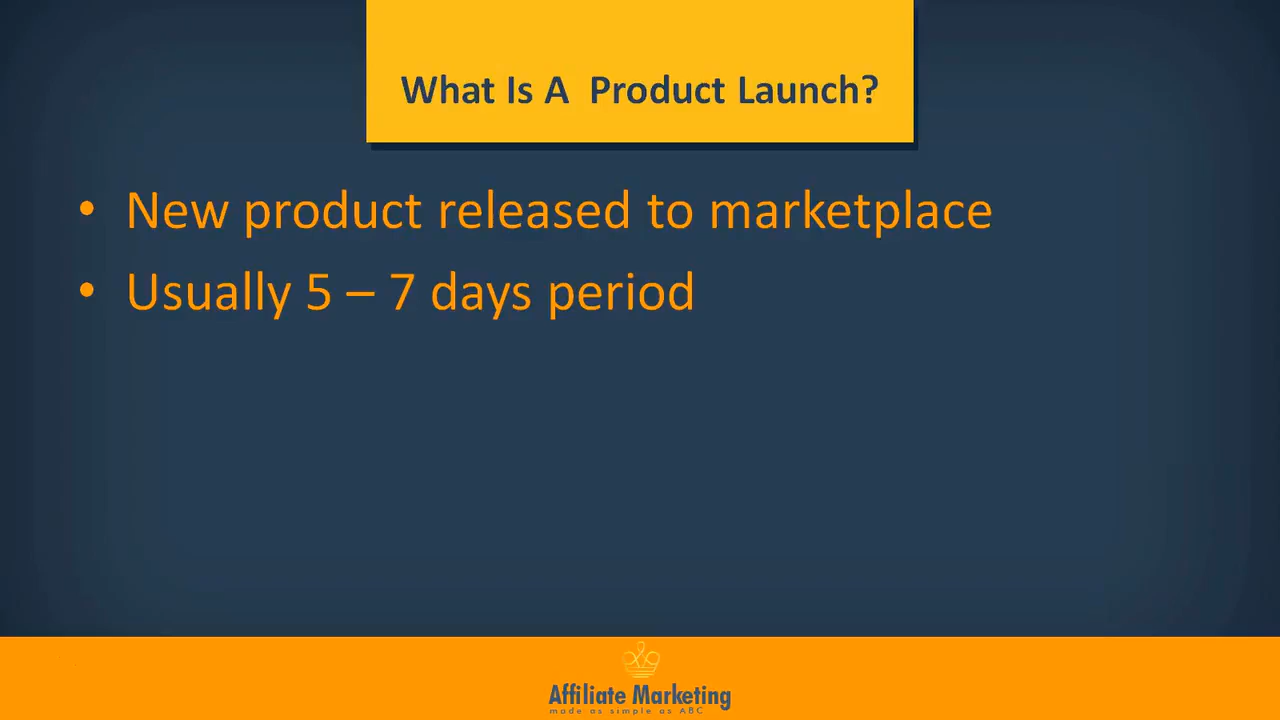 What Is A  Product Launch?
• New product released to marketplace
• Usually 5 – 7 days period
Affiliate Marketing
made as simple as ABC